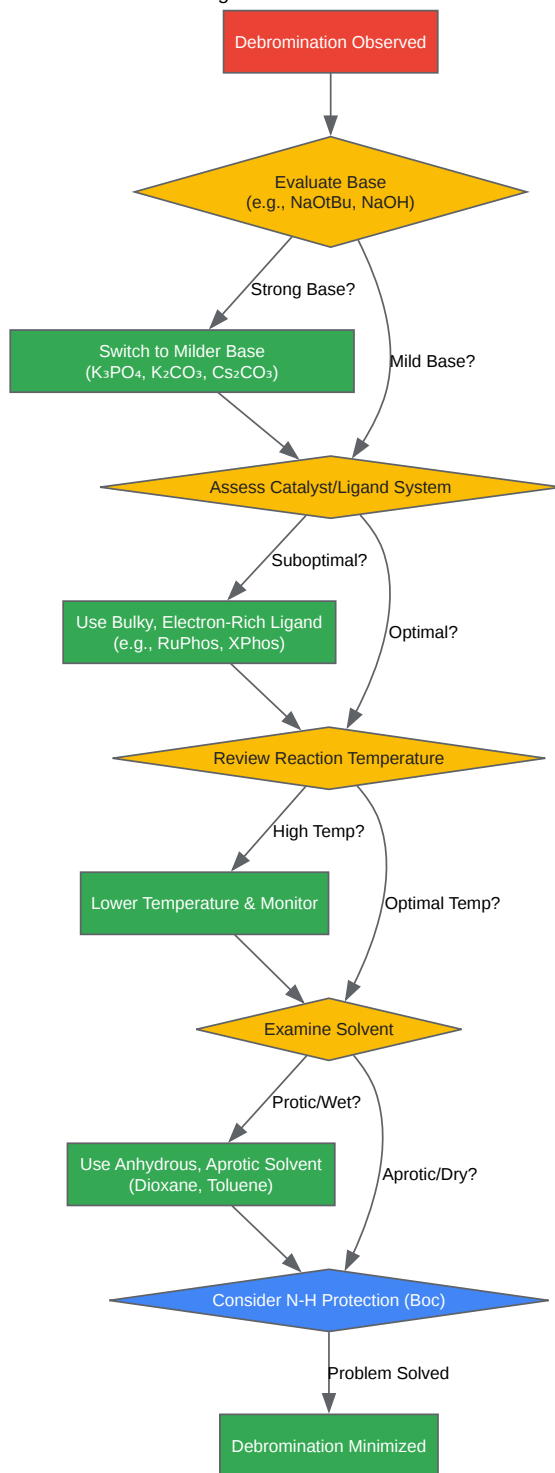 Debromination Observed
Evaluate Base
(e.g., NaOtBu, NaOH)
Strong Base?
Switch to Milder Base
(K₃PO₄, K₂CO₃, Cs₂CO₃)
Mild Base?
Assess Catalyst/Ligand System
Suboptimal?
Use Bulky, Electron-Rich Ligand
(e.g., RuPhos, XPhos)
Optimal?
Review Reaction Temperature
High Temp?
Lower Temperature & Monitor
Optimal Temp?
Examine Solvent
Protic/Wet?
Use Anhydrous, Aprotic Solvent
(Dioxane, Toluene)
Aprotic/Dry?
Consider N-H Protection (Boc)
Problem Solved
Debromination Minimized